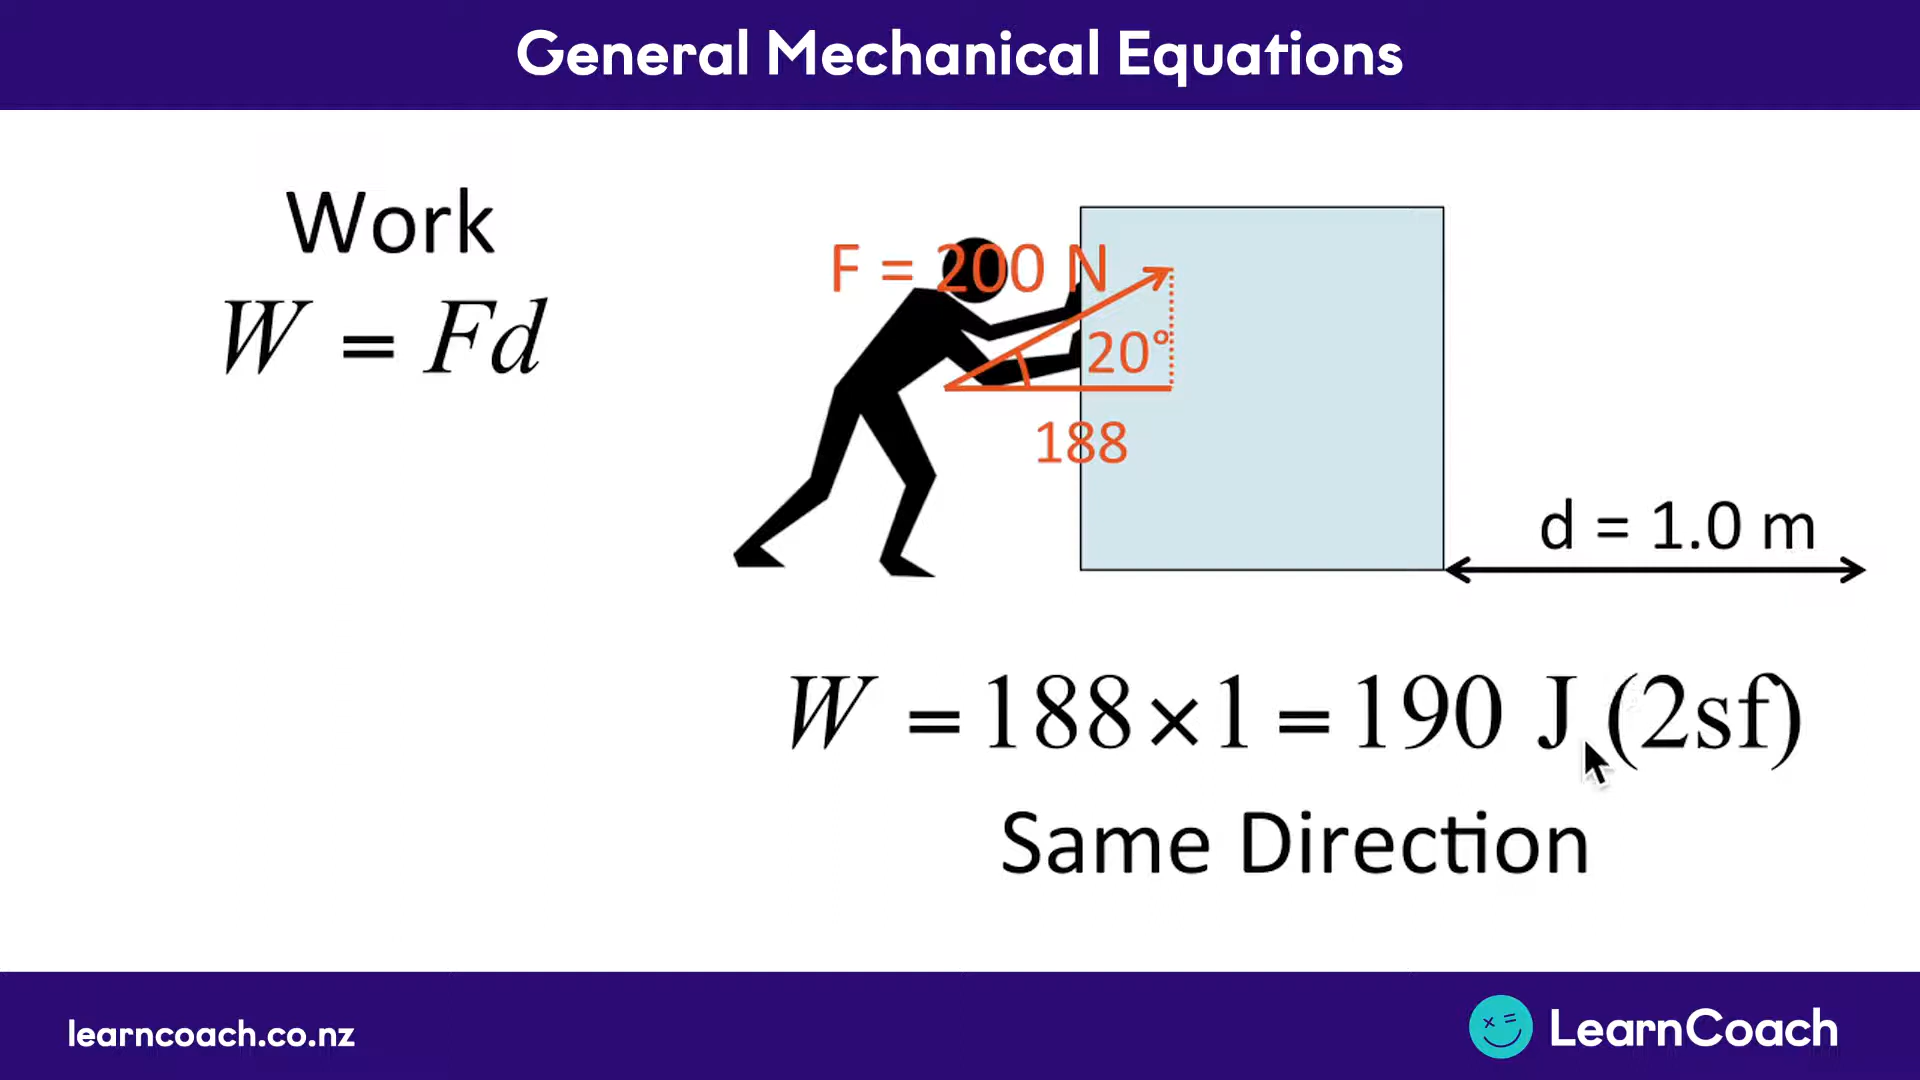 General Mechanical Equations
Work
W = Fd
F = 200 N
20°
188
d = 1.0 m
W = 188×1 = 190 J (2sf)
Same Direction
learncoach.co.nz
LearnCoach